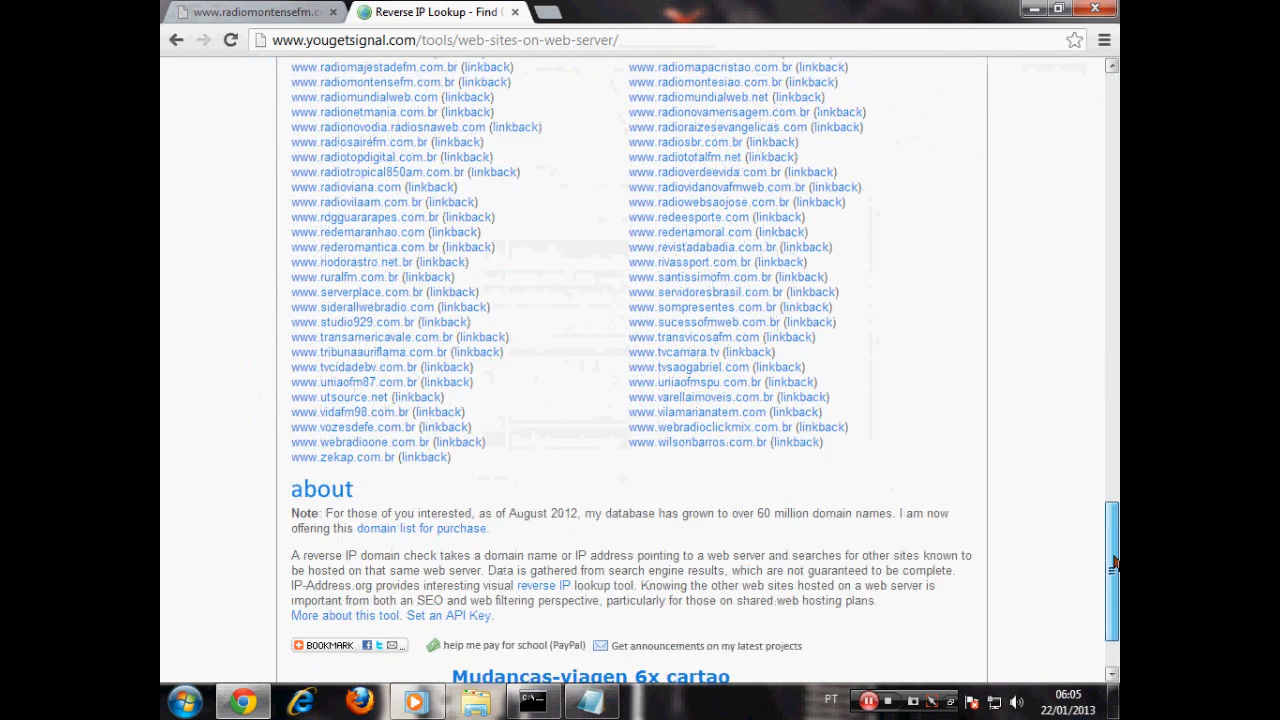 www.radiomontensefm.c
Reverse IP Lookup - Find
www.yougetsignal.com/tools/web-sites-on-web-server/
www.radiomajestadefm.com.br (linkback) www.radiomapacristao.com.br (linkback)
www.radiomontensefm.com.br (linkback) www.radiomontesiao.com.br (linkback)
www.radiomundialweb.com (linkback) www.radiomundialweb.net (linkback)
www.radionetmania.com.br (linkback) www.radionovamensagem.com.br (linkback)
www.radionovodia.radiosnaweb.com (linkback) www.radioraizesevangelicas.com (linkback)
www.radiosairefm.com.br (linkback) www.radiosbr.com.br (linkback)
www.radiotopdigital.com.br (linkback) www.radiototalfm.net (linkback)
www.radiotropical850am.com.br (linkback) www.radioverdeevida.com.br (linkback)
www.radioviana.com (linkback) www.radiovidanovafmweb.com.br (linkback)
www.radiovilaam.com.br (linkback) www.radiowebsaojose.com.br (linkback)
www.rdgguararapes.com.br (linkback) www.redeesporte.com (linkback)
www.redemaranhao.com (linkback) www.rederiamoral.com (linkback)
www.rederomantica.com.br (linkback) www.revistadabadia.com.br (linkback)
www.riodorastro.net.br (linkback) www.rivassport.com.br (linkback)
www.ruralfm.com.br (linkback) www.santissimofm.com.br (linkback)
www.serverplace.com.br (linkback) www.servidoresbrasil.com.br (linkback)
www.siderallwebradio.com (linkback) www.sompresentes.com.br (linkback)
www.studio929.com.br (linkback) www.sucessofmweb.com.br (linkback)
www.transamericavale.com.br (linkback) www.transvicosafm.com (linkback)
www.tribunaauriflama.com.br (linkback) www.tvcamara.tv (linkback)
www.tvcidadebv.com.br (linkback) www.tvsaogabriel.com (linkback)
www.uniaofm87.com.br (linkback) www.uniaofmspu.com.br (linkback)
www.utsource.net (linkback) www.varellaimoveis.com.br (linkback)
www.vidafm98.com.br (linkback) www.vilamarianatem.com (linkback)
www.vozesdefe.com.br (linkback) www.webradioclickmix.com.br (linkback)
www.webradioone.com.br (linkback) www.wilsonbarros.com.br (linkback)
www.zekap.com.br (linkback)
about
Note: For those of you interested, as of August 2012, my database has grown to over 60 million domain names. I am now
offering this domain list for purchase.
A reverse IP domain check takes a domain name or IP address pointing to a web server and searches for other sites known to
be hosted on that same web server. Data is gathered from search engine results, which are not guaranteed to be complete.
IP-Address.org provides interesting visual reverse IP lookup tool. Knowing the other web sites hosted on a web server is
important from both an SEO and web filtering perspective, particularly for those on shared web hosting plans.
More about this tool. Set an API Key.
BOOKMARK help me pay for school (PayPal) Get announcements on my latest projects
Mudancas-viagen 6x cartao
PT
06:05
22/01/2013